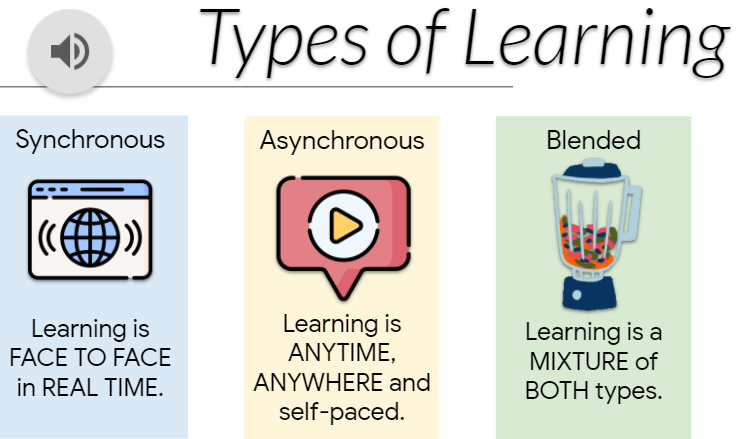 Types of Learning
Synchronous
Learning is
FACE TO FACE
in REAL TIME.
Asynchronous
Learning is
ANYTIME,
ANYWHERE and
self-paced.
Blended
Learning is a
MIXTURE of
BOTH types.